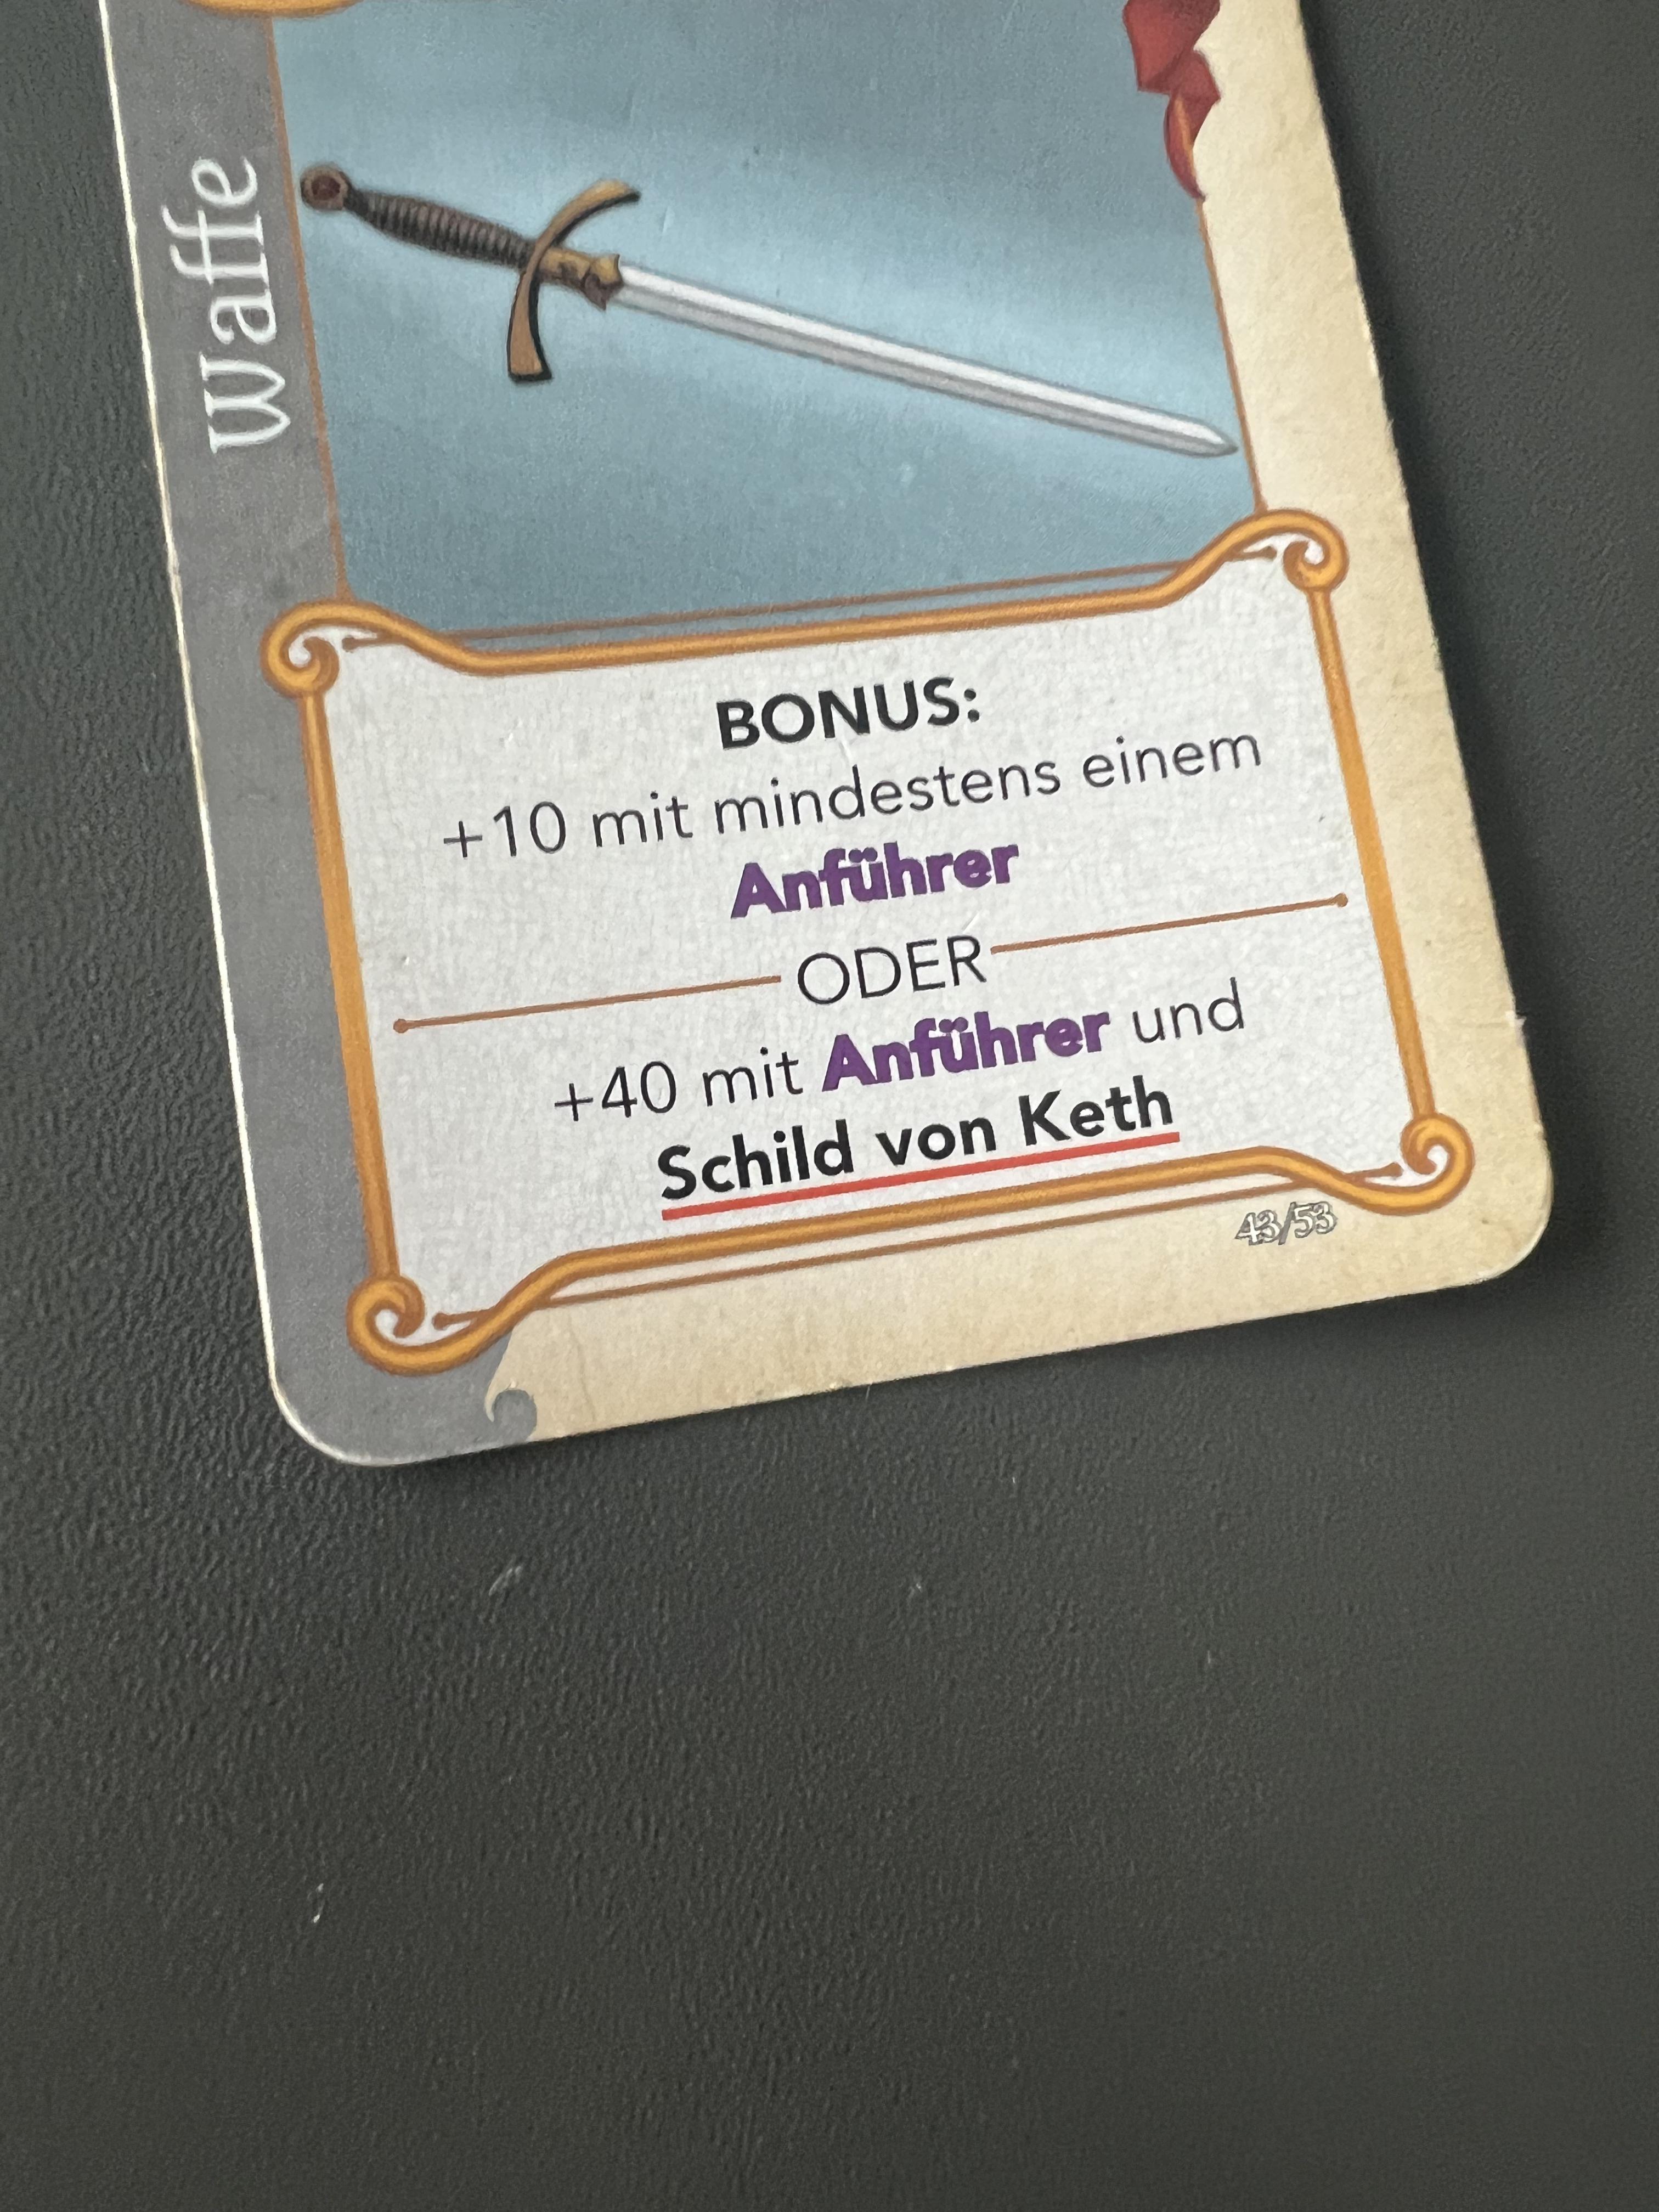 Waffe
BONUS:
+10 mit mindestens einem
Anführer
ODER
+40 mit Anführer und
Schild von Keth
43/53